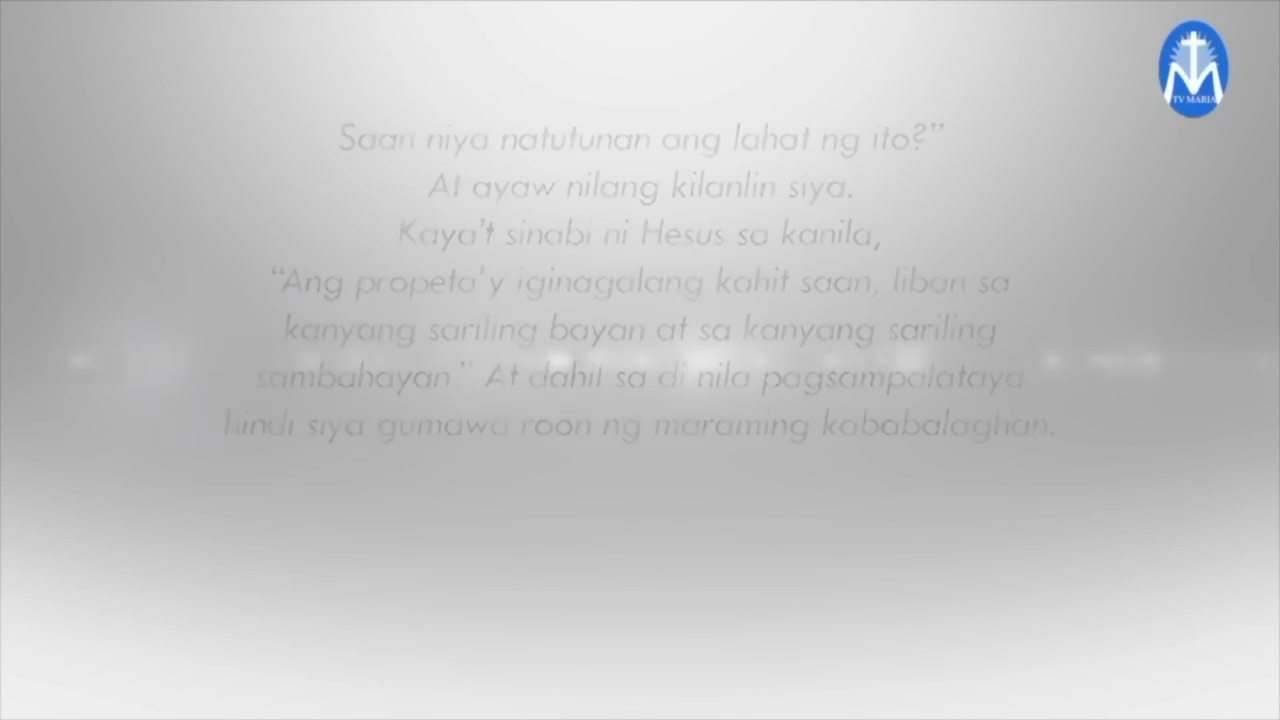 TV MARIA
Saan niya natutunan ang lahat ng ito?”
At ayaw nilang kilanlin siya.
Kaya’t sinabi ni Hesus sa kanila,
“Ang propeta’y iginagalang kahit saan, liban sa
kanyang sariling bayan at sa kanyang sariling
sambahayan.” At dahil sa di nila pagsampalataya
hindi siya gumawa roon ng maraming kababalaghan.